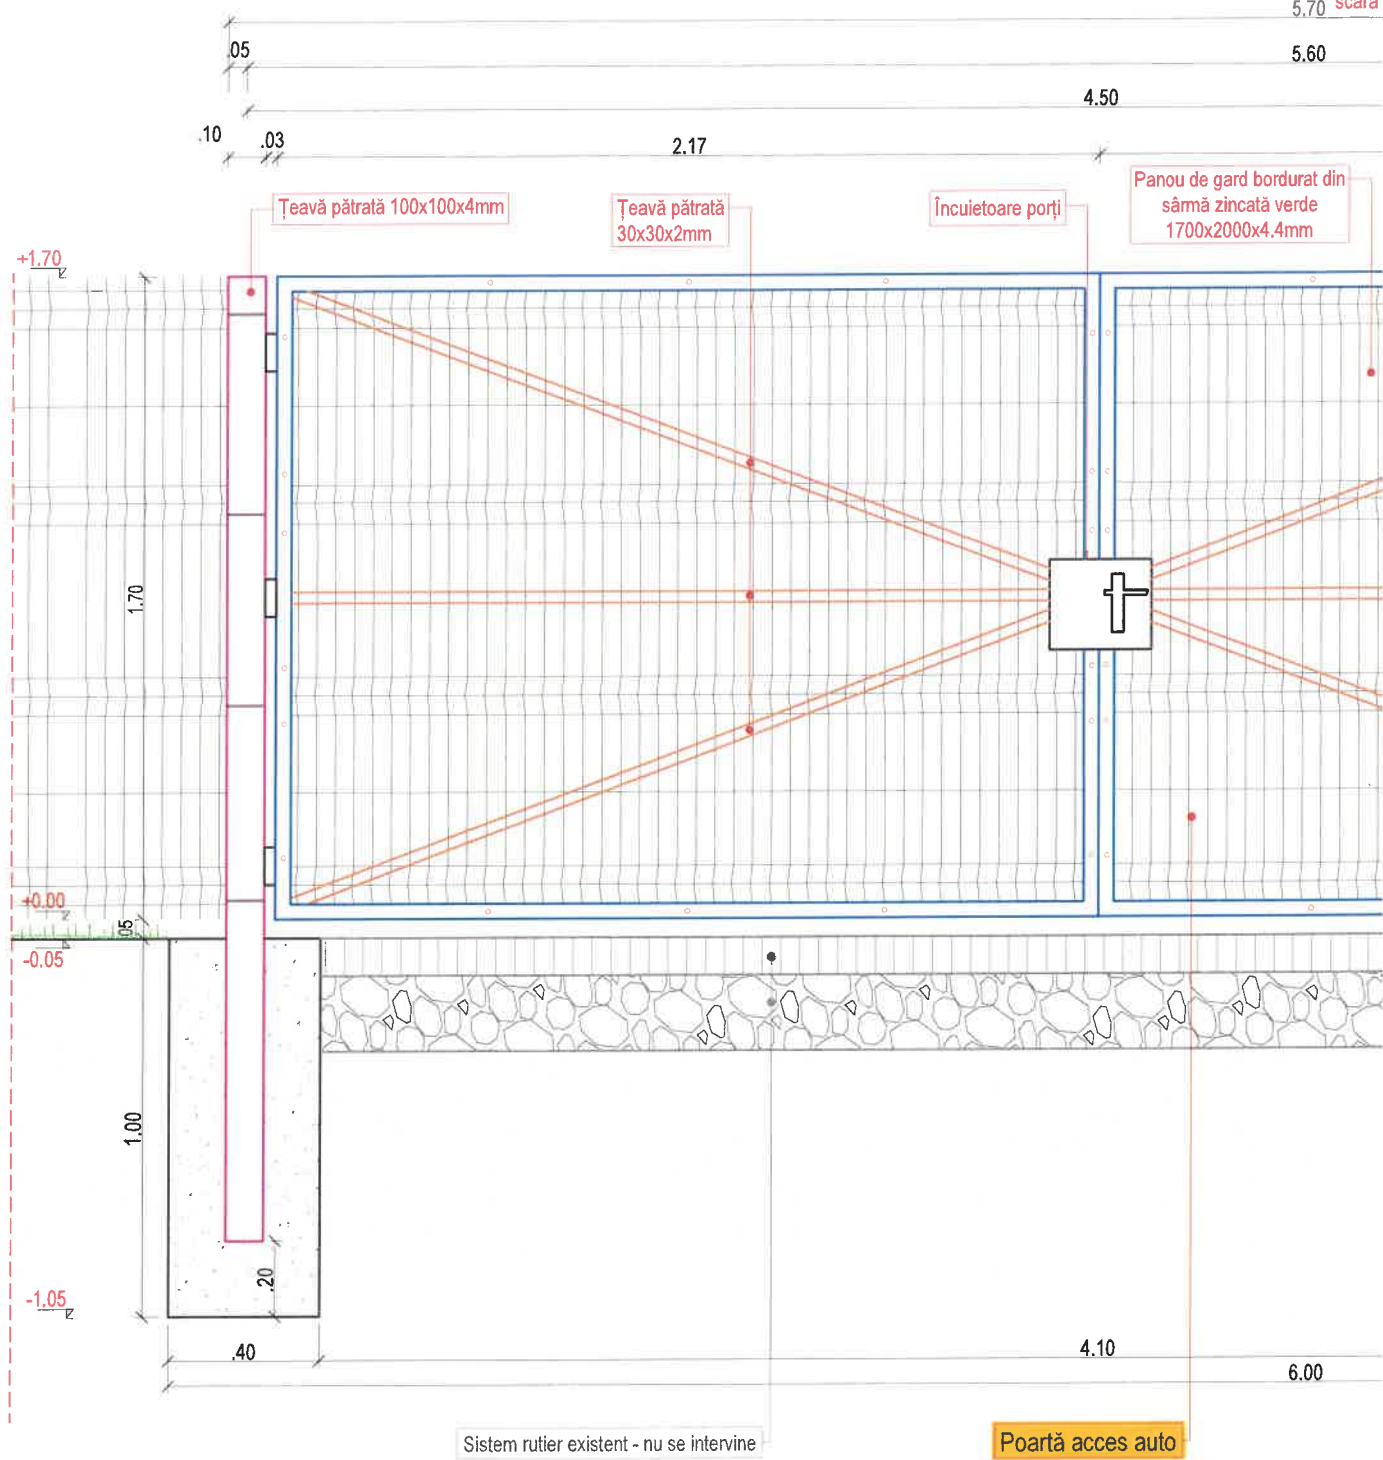 5.70 scara
.05
5.60
4.50
.10
.03
2.17
Țeavă pătrată 100x100x4mm
Țeavă pătrată
30x30x2mm
Încuietoare porți
Panou de gard bordurat din
sârmă zincată verde
1700x2000x4.4mm
+1.70
1.70
+0.00
.05
-0.05
1.00
.20
-1.05
.40
4.10
6.00
Sistem rutier existent - nu se intervine
Poartă acces auto